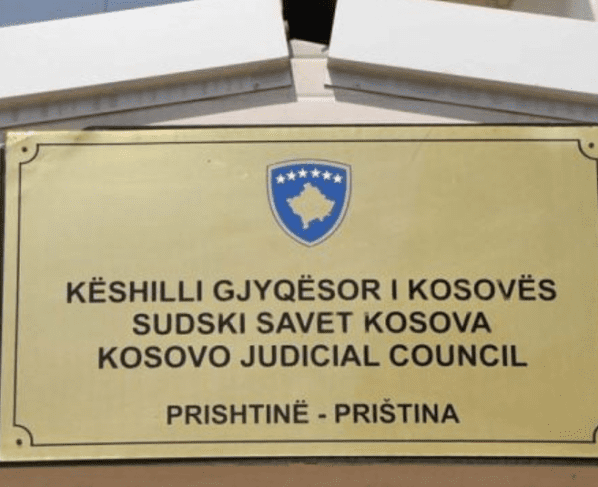 KËSHILLI GJYQËSOR I KOSOVËS
SUDSKI SAVET KOSOVA
KOSOVO JUDICIAL COUNCIL
PRISHTINË - PRIŠTINA